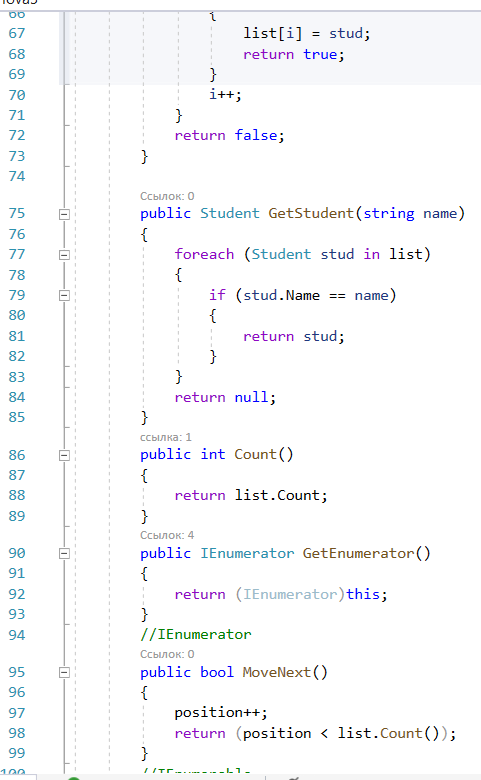 66 {
67 list[i] = stud;
68 return true;
69 }
70 i++;
71 }
72 return false;
73 }
74
Ссылок: 0
75 public Student GetStudent(string name)
76 {
77 foreach (Student stud in list)
78 {
79 if (stud.Name == name)
80 {
81 return stud;
82 }
83 }
84 return null;
85 }
ссылка: 1
86 public int Count()
87 {
88 return list.Count;
89 }
Ссылок: 4
90 public IEnumerator GetEnumerator()
91 {
92 return (IEnumerator)this;
93 }
94 //IEnumerator
Ссылок: 0
95 public bool MoveNext()
96 {
97 position++;
98 return (position < list.Count());
99 }
100 //IEnumerable